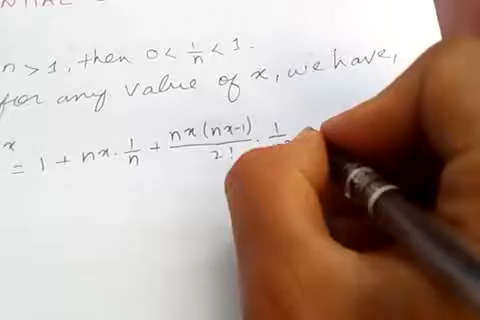 n > 1, then 0 < 1/n < 1.
for any value of x, we have,
x = 1 + nx · 1/n + nx(nx-1)/2! · 1